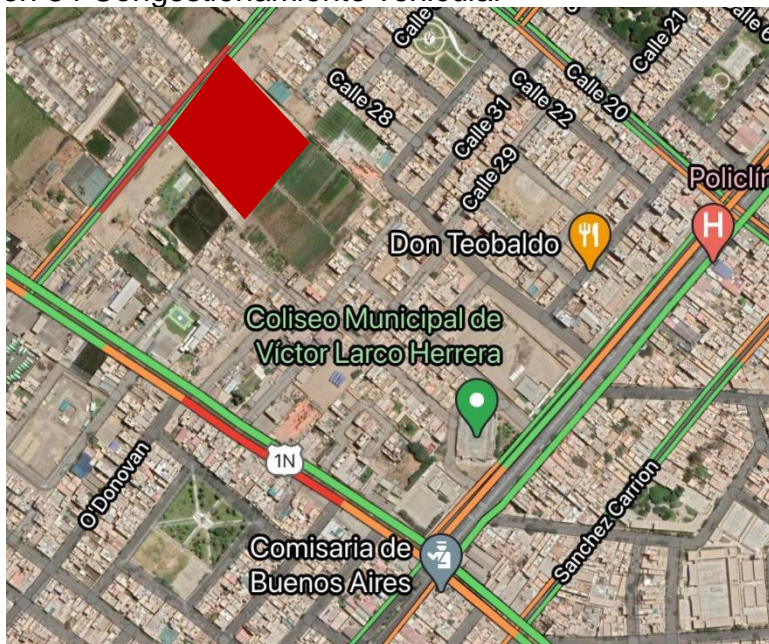 Congestionamiento Vehicular
Calle 21
Calle 20
Calle 28
Calle 31
Calle 22
Calle 29
Policlín
Don Teobaldo
H
Coliseo Municipal de
Víctor Larco Herrera
1N
O'Donovan
Sanchez Carrion
Comisaria de
Buenos Aires